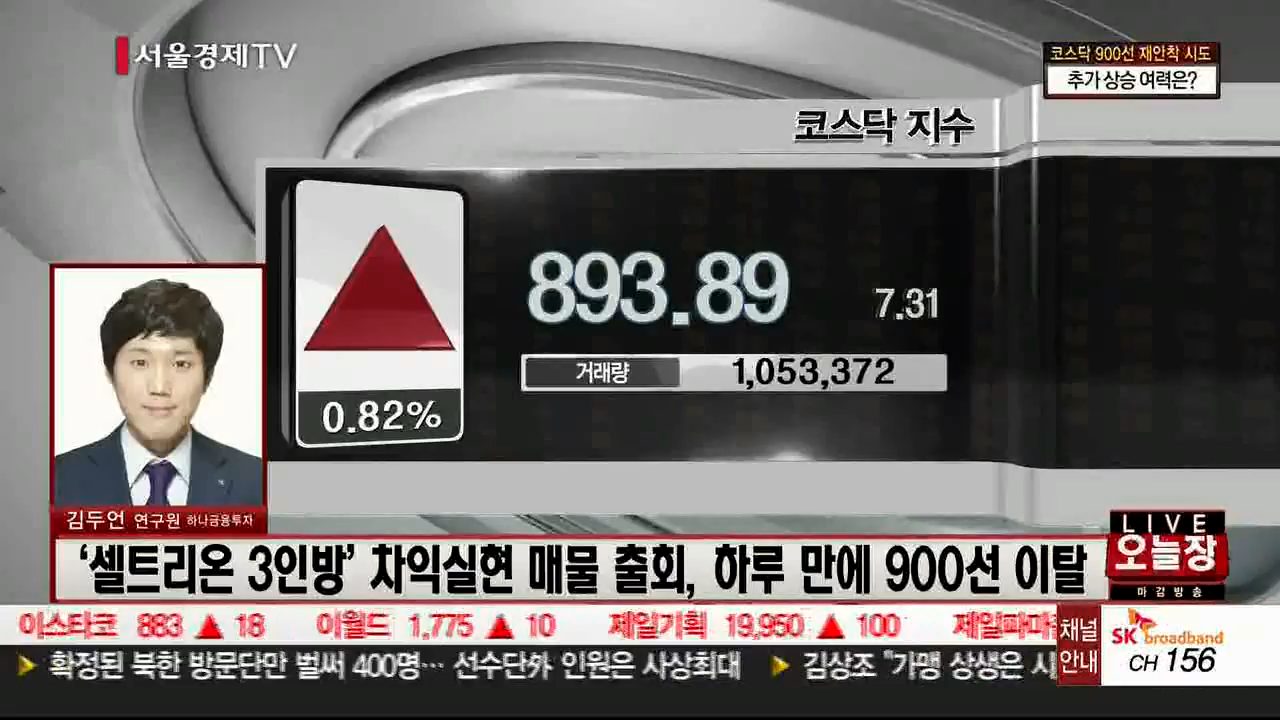 서울경제TV
코스닥 900선 재안착 시도
추가 상승 여력은?
코스닥 지수
893.89
7.31
거래량 1,053,372
0.82%
김두언 연구원 하나금융투자
‘셀트리온 3인방’ 차익실현 매물 출회, 하루 만에 900선 이탈
LIVE
오늘장
마감방송
이스타코 883 ▲ 18 이월드 1,775 ▲ 10 제일기획 19,950 ▲ 100 제일파마
채널
안내
SK broadband
CH 156
확정된 북한 방문단만 벌써 400명… 선수단外 인원은 사상최대 김상조 "가맹 상생은 시